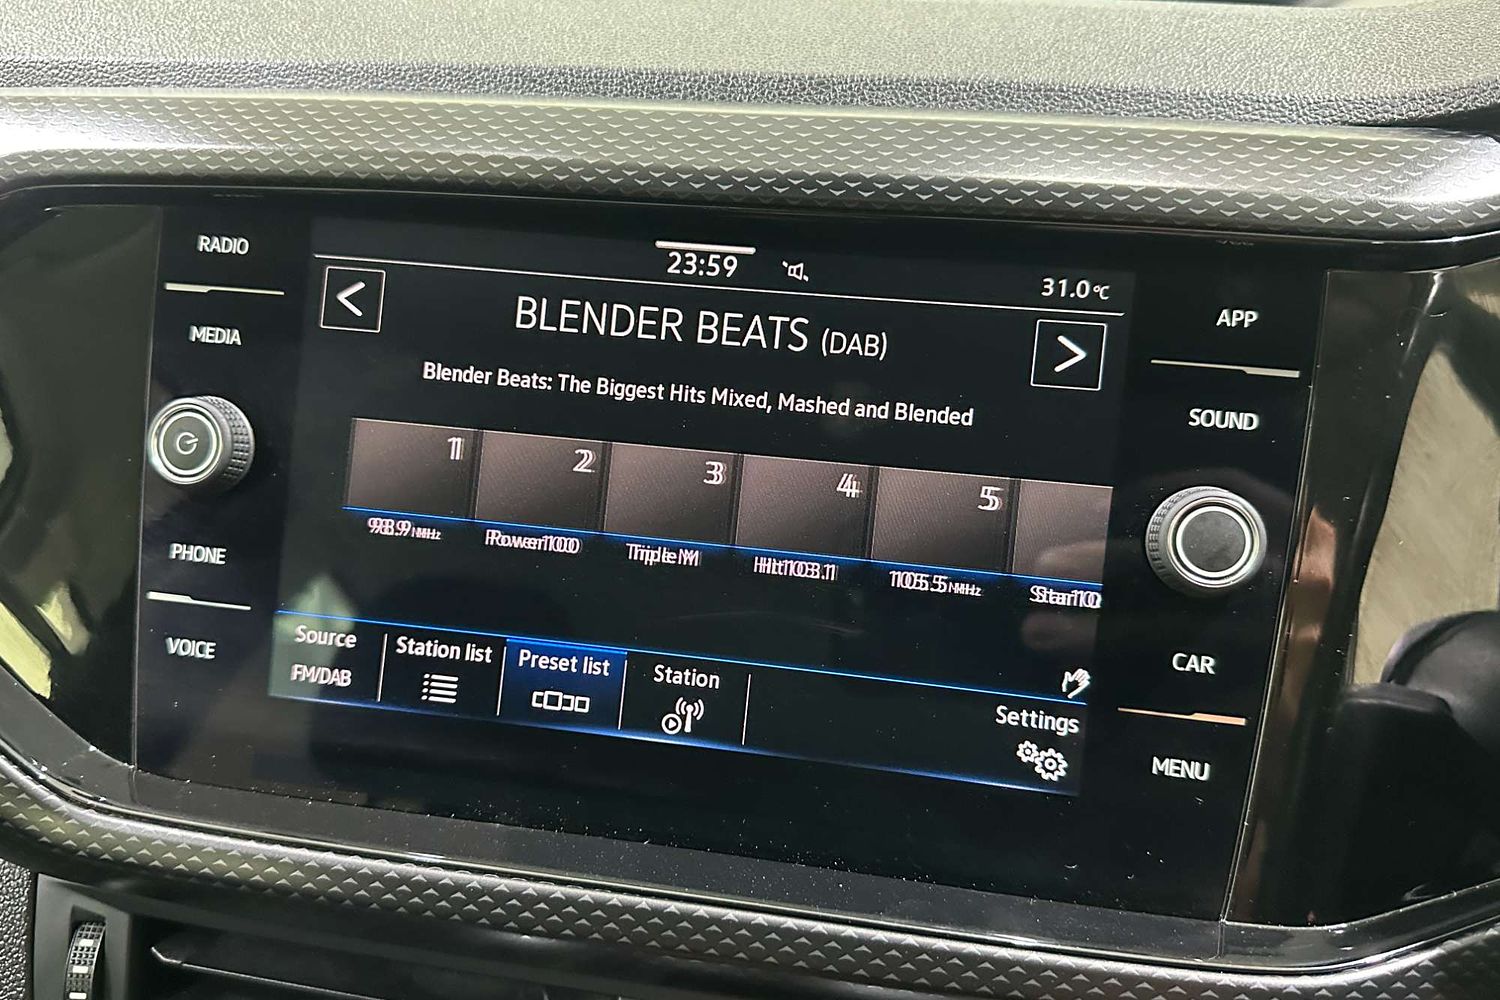 RADIO
MEDIA
PHONE
VOICE
23:59
31.0°C
<
BLENDER BEATS (DAB)
>
Blender Beats: The Biggest Hits Mixed, Mashed and Blended
1 2 3 4 5
MHz Power100 Triple M Hit103.1 105.5 MHz Star10
Source Station list Preset list Station
FM/DAB
Settings
APP
SOUND
CAR
MENU